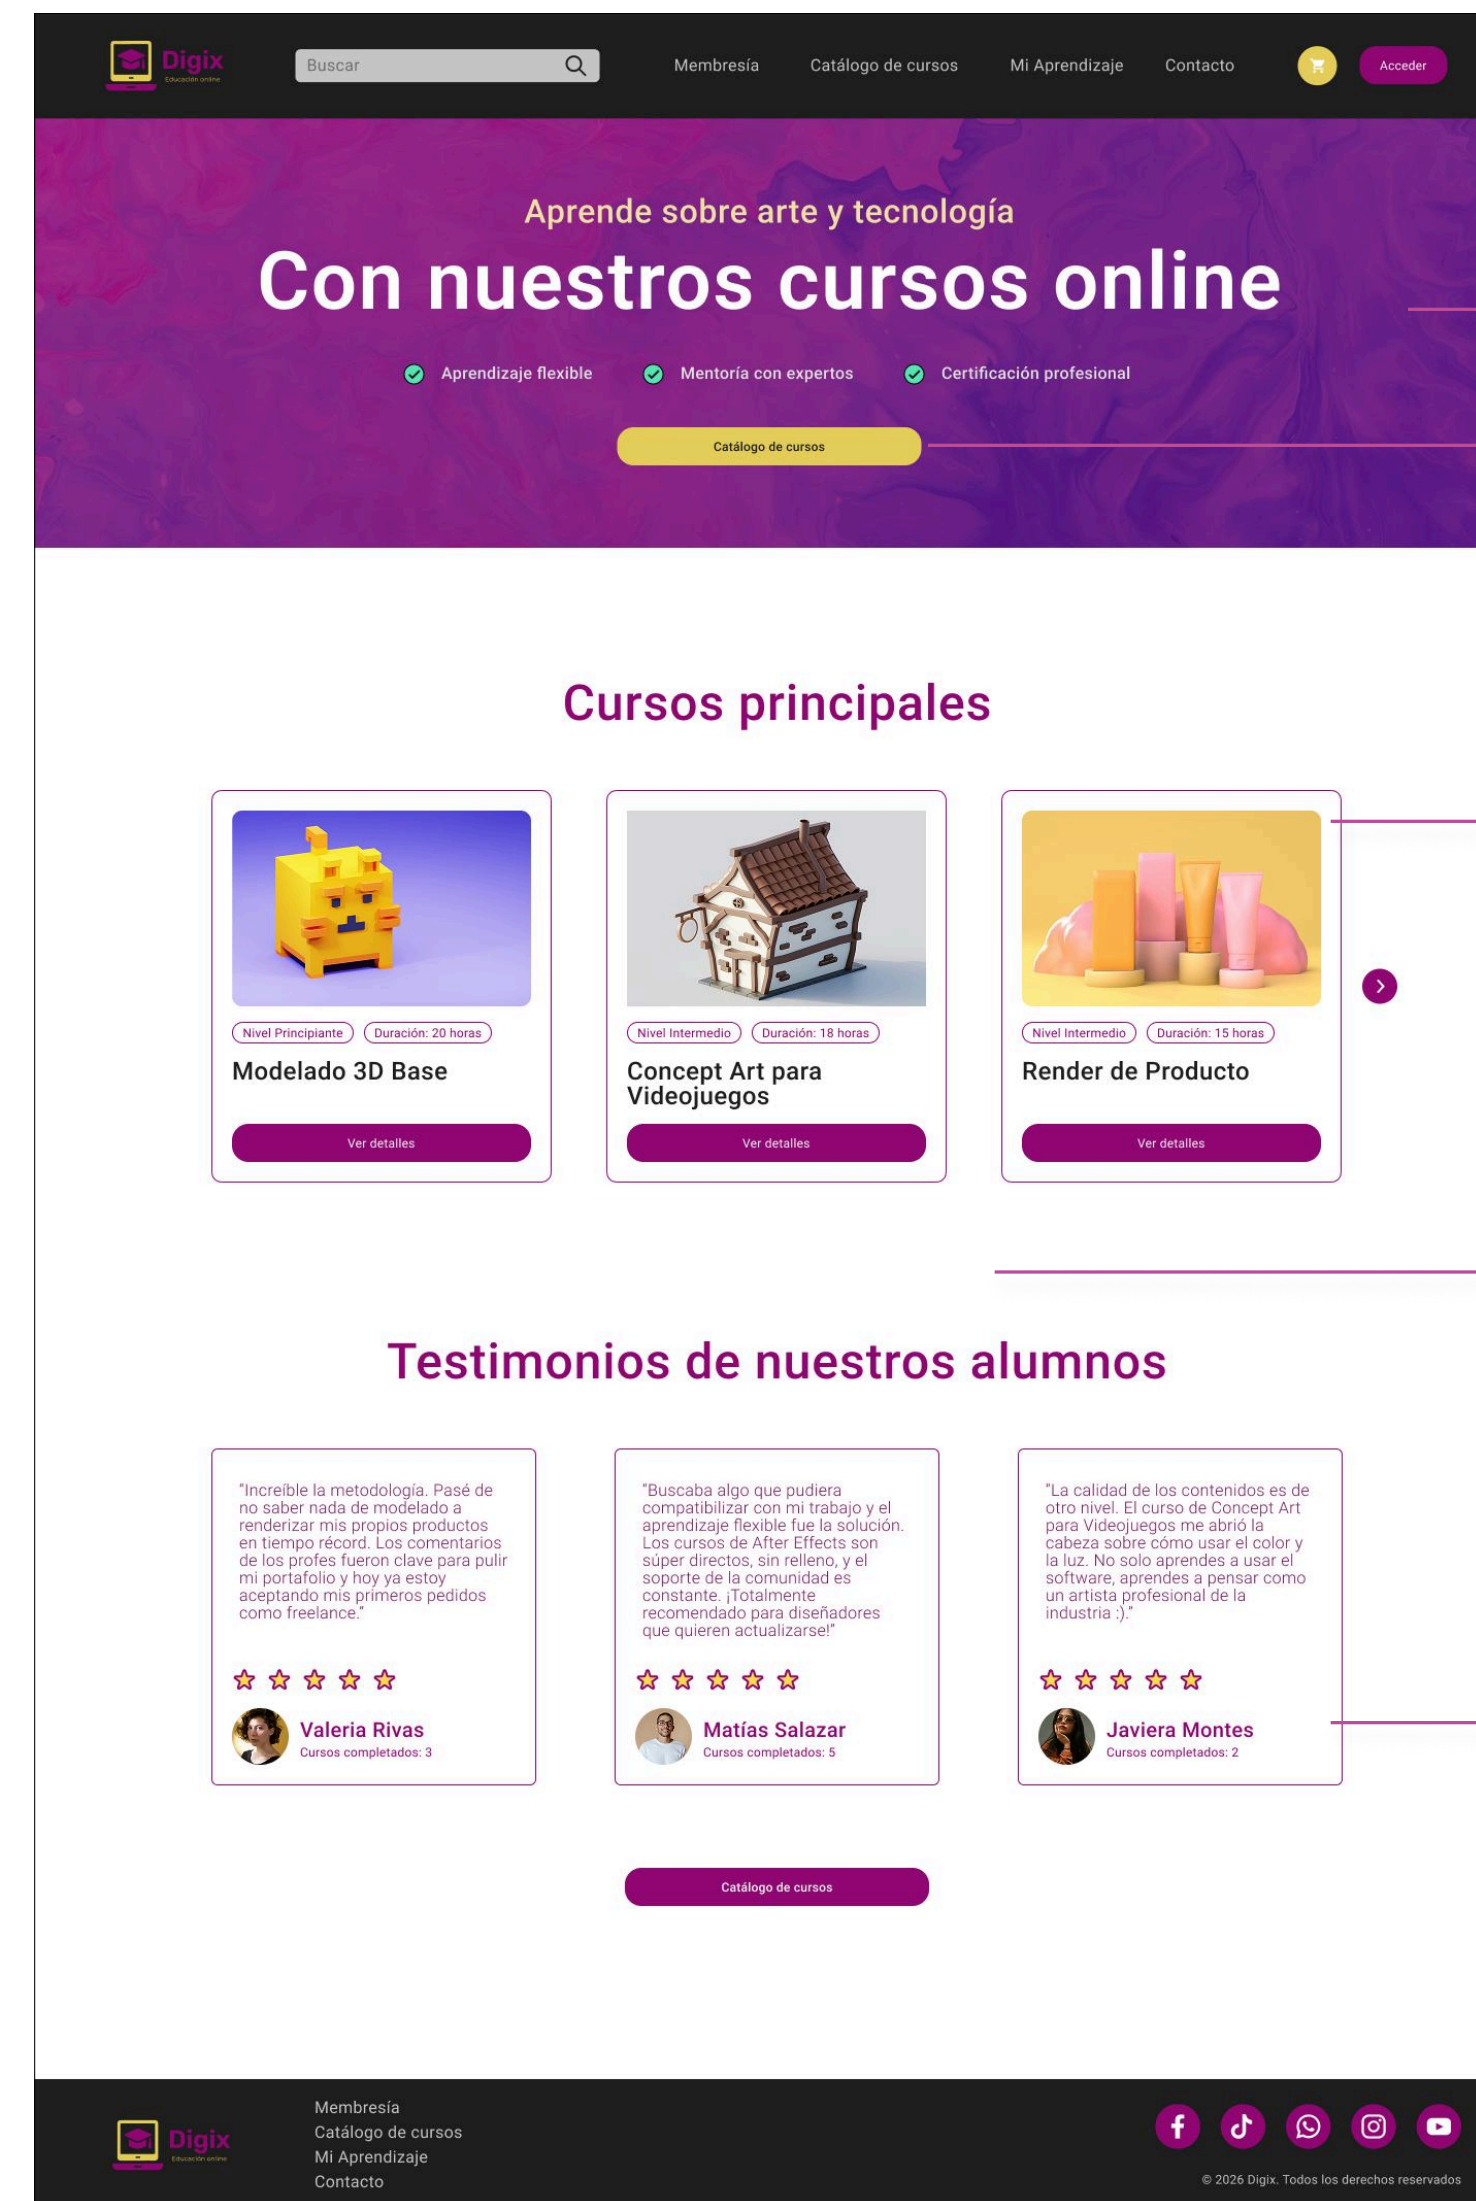 Digix
Educación online
Buscar
Membresía
Catálogo de cursos
Mi Aprendizaje
Contacto
Acceder
Aprende sobre arte y tecnología
Con nuestros cursos online
Aprendizaje flexible
Mentoría con expertos
Certificación profesional
Catálogo de cursos
Cursos principales
Nivel Principiante
Duración: 20 horas
Modelado 3D Base
Ver detalles
Nivel Intermedio
Duración: 18 horas
Concept Art para
Videojuegos
Ver detalles
Nivel Intermedio
Duración: 15 horas
Render de Producto
Ver detalles
Testimonios de nuestros alumnos
"Increíble la metodología. Pasé de
no saber nada de modelado a
renderizar mis propios productos
en tiempo récord. Los comentarios
de los profes fueron clave para pulir
mi portafolio y hoy ya estoy
aceptando mis primeros pedidos
como freelance."
Valeria Rivas
Cursos completados: 3
"Buscaba algo que pudiera
compatibilizar con mi trabajo y el
aprendizaje flexible fue la solución.
Los cursos de After Effects son
súper directos, sin relleno, y el
soporte de la comunidad es
constante. ¡Totalmente
recomendado para diseñadores
que quieren actualizarse!"
Matías Salazar
Cursos completados: 5
"La calidad de los contenidos es de
otro nivel. El curso de Concept Art
para Videojuegos me abrió la
cabeza sobre cómo usar el color y
la luz. No solo aprendes a usar el
software, aprendes a pensar como
un artista profesional de la
industria :)."
Javiera Montes
Cursos completados: 2
Catálogo de cursos
Digix
Educación online
Membresía
Catálogo de cursos
Mi Aprendizaje
Contacto
© 2026 Digix. Todos los derechos reservados